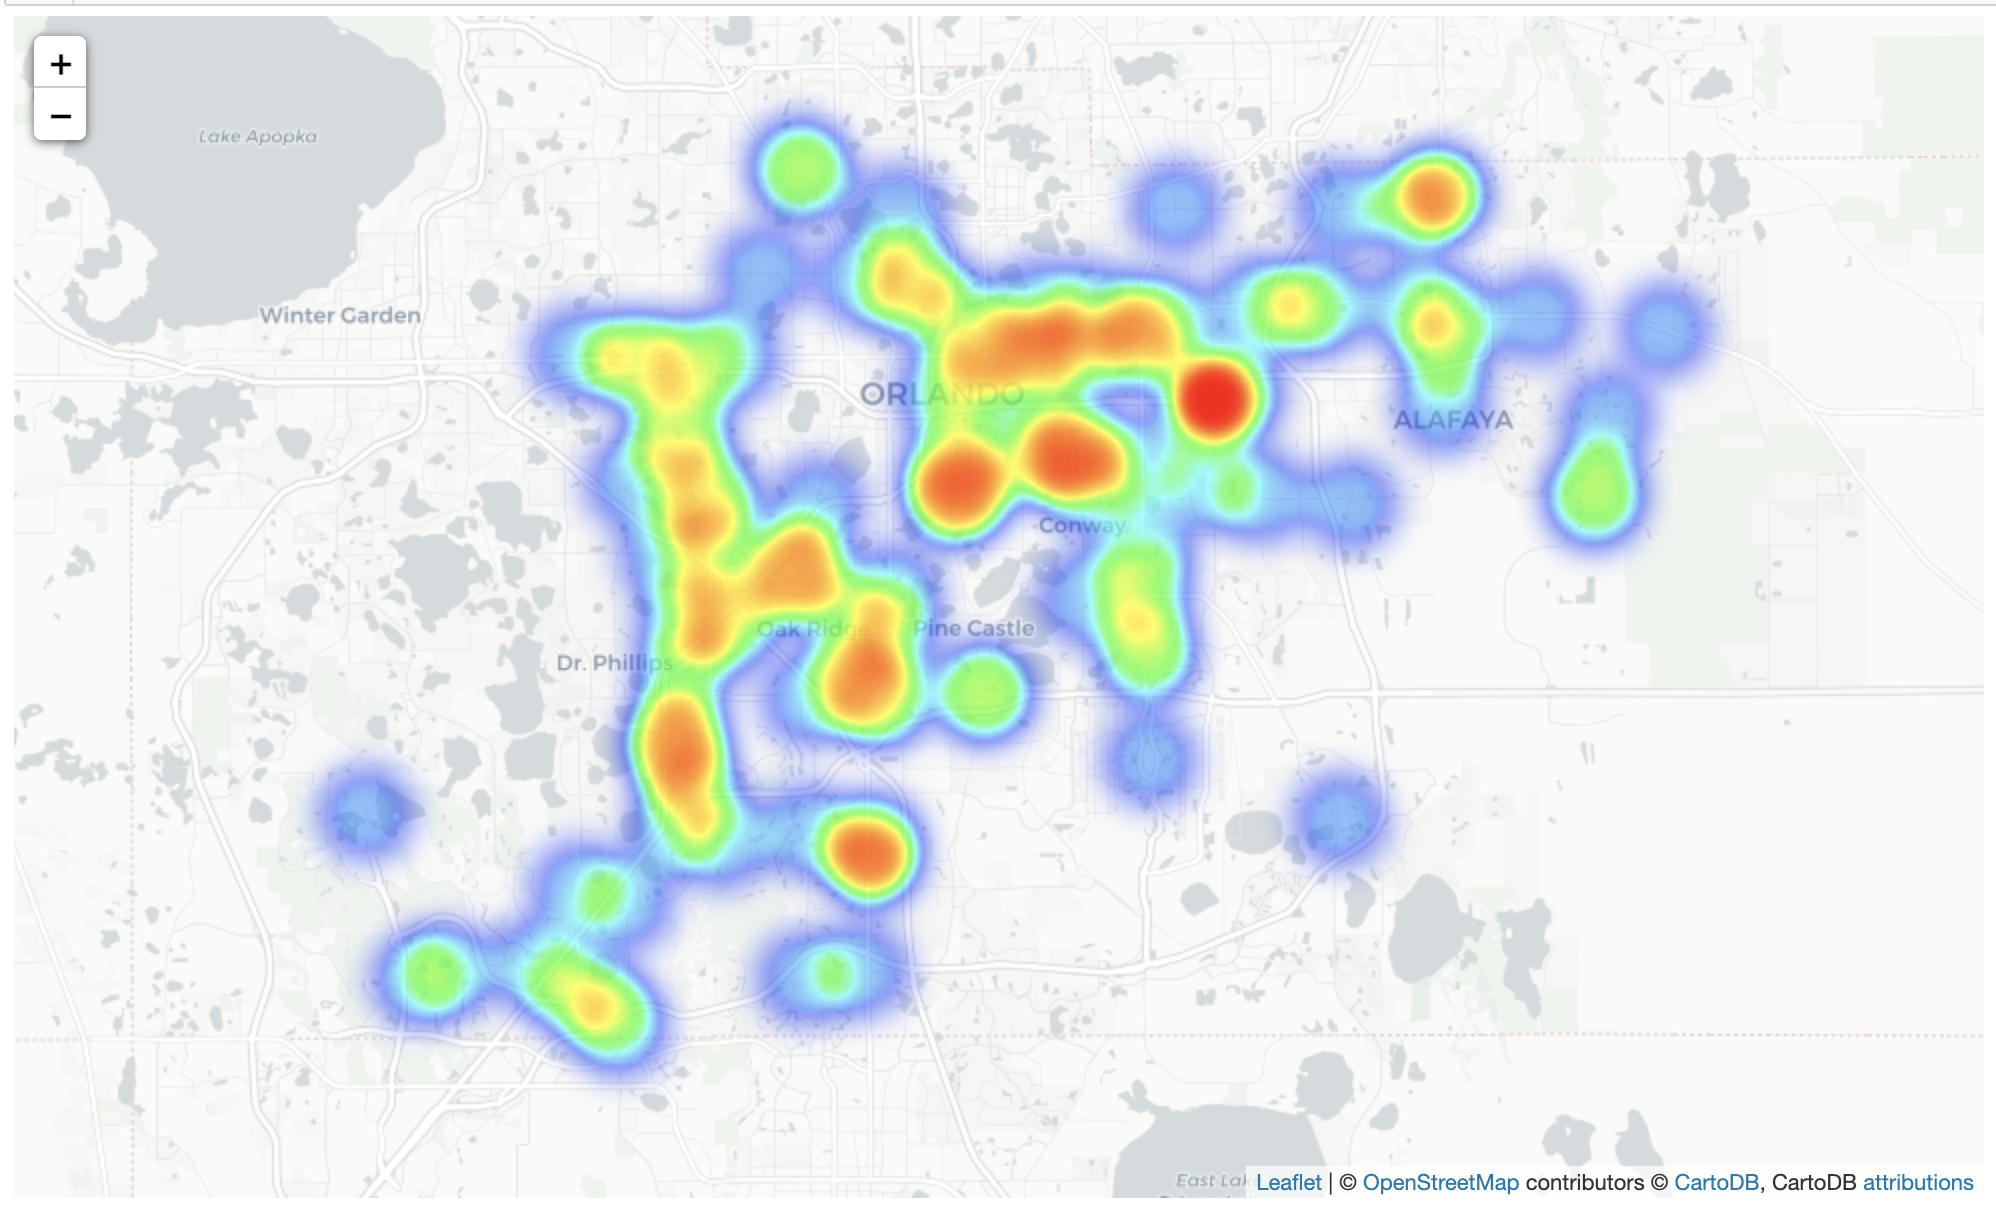 +
−
Lake Apopka
Winter Garden
ORLANDO
ALAFAYA
Conway
Oak Ridge
Pine Castle
Dr. Phillips
East Lak
Leaflet | © OpenStreetMap contributors © CartoDB, CartoDB attributions